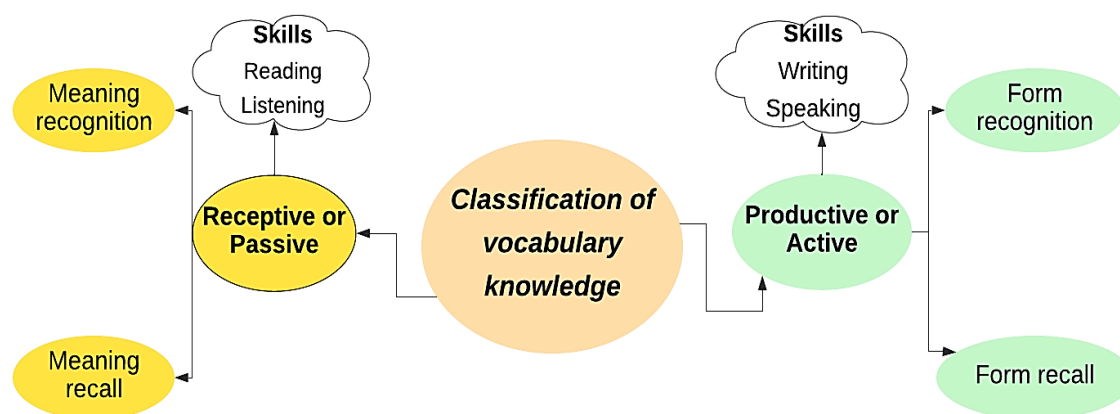 Skills
Reading
Listening
Skills
Writing
Speaking
Meaning
recognition
Form
recognition
Receptive or
Passive
Classification of
vocabulary
knowledge
Productive or
Active
Meaning
recall
Form recall